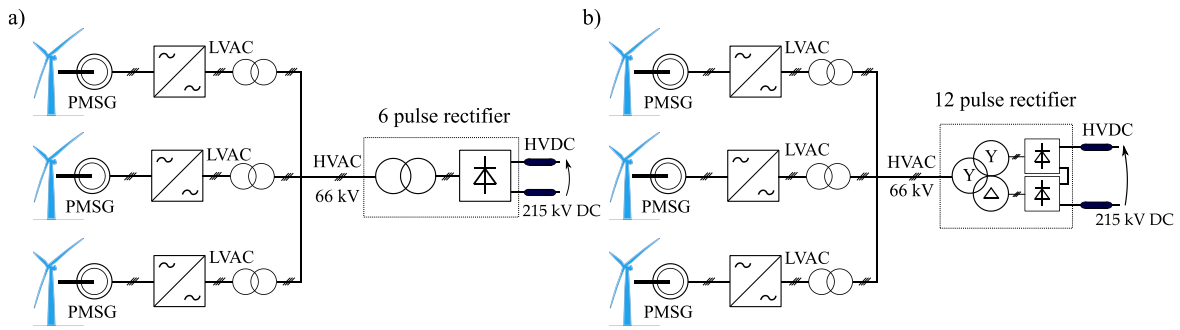 a)
LVAC
PMSG
6 pulse rectifier
LVAC
HVAC
HVDC
PMSG
66 kV
215 kV DC
LVAC
PMSG
b)
LVAC
PMSG
12 pulse rectifier
LVAC
HVAC
Y
HVDC
Y
PMSG
66 kV
Δ
215 kV DC
LVAC
PMSG